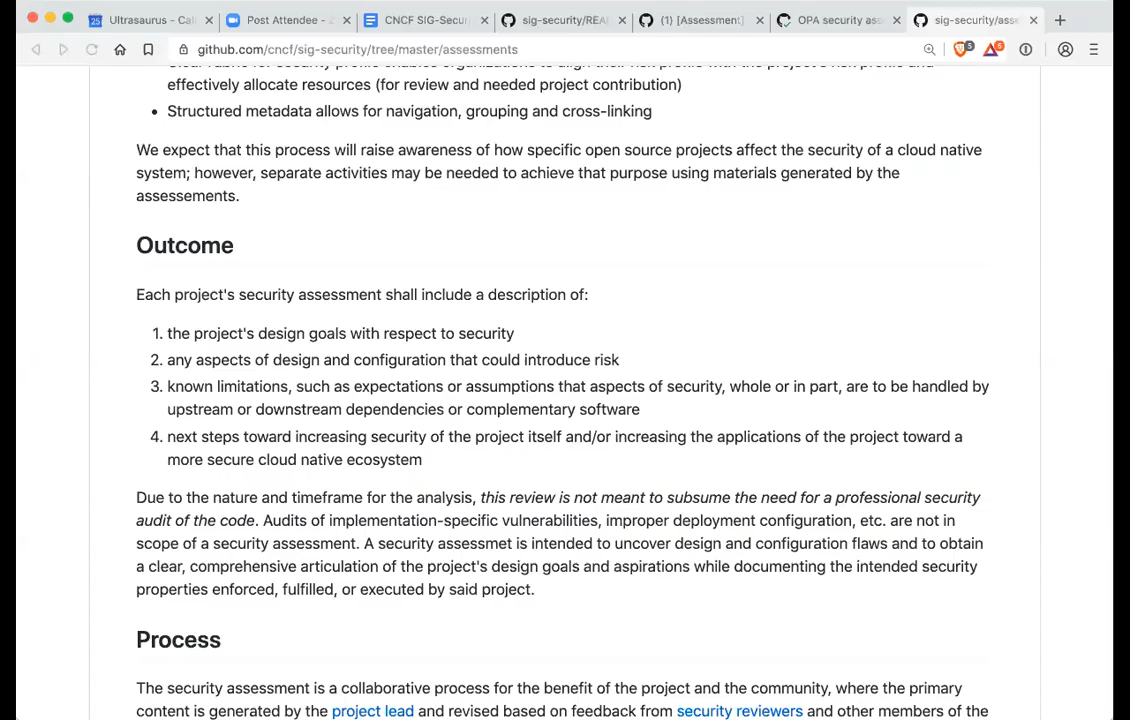 Ultrasaurus - Cal
Post Attendee - Z
CNCF SIG-Secur
sig-security/REA
(1) [Assessment]
OPA security ass
sig-security/asse
github.com/cncf/sig-security/tree/master/assessments
effectively allocate resources (for review and needed project contribution)
• Structured metadata allows for navigation, grouping and cross-linking
We expect that this process will raise awareness of how specific open source projects affect the security of a cloud native
system; however, separate activities may be needed to achieve that purpose using materials generated by the
assessements.
Outcome
Each project's security assessment shall include a description of:
1. the project's design goals with respect to security
2. any aspects of design and configuration that could introduce risk
3. known limitations, such as expectations or assumptions that aspects of security, whole or in part, are to be handled by
upstream or downstream dependencies or complementary software
4. next steps toward increasing security of the project itself and/or increasing the applications of the project toward a
more secure cloud native ecosystem
Due to the nature and timeframe for the analysis, this review is not meant to subsume the need for a professional security
audit of the code. Audits of implementation-specific vulnerabilities, improper deployment configuration, etc. are not in
scope of a security assessment. A security assessmet is intended to uncover design and configuration flaws and to obtain
a clear, comprehensive articulation of the project's design goals and aspirations while documenting the intended security
properties enforced, fulfilled, or executed by said project.
Process
The security assessment is a collaborative process for the benefit of the project and the community, where the primary
content is generated by the project lead and revised based on feedback from security reviewers and other members of the